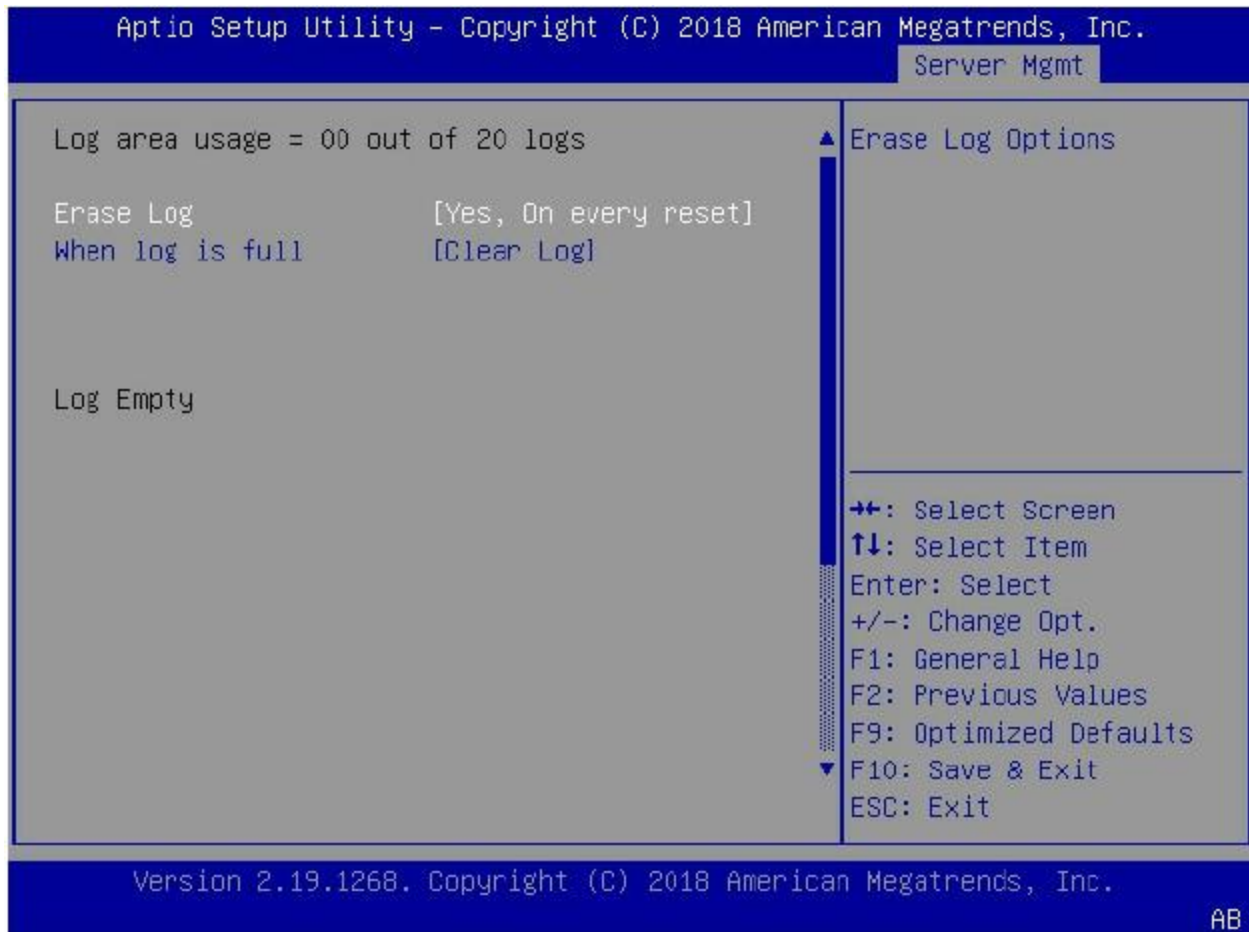 Aptio Setup Utility – Copyright (C) 2018 American Megatrends, Inc.
Server Mgmt
Log area usage = 00 out of 20 logs
Erase Log [Yes, On every reset]
When log is full [Clear Log]
Log Empty
Erase Log Options
→←: Select Screen
↑↓: Select Item
Enter: Select
+/-: Change Opt.
F1: General Help
F2: Previous Values
F9: Optimized Defaults
F10: Save & Exit
ESC: Exit
Version 2.19.1268. Copyright (C) 2018 American Megatrends, Inc.
AB